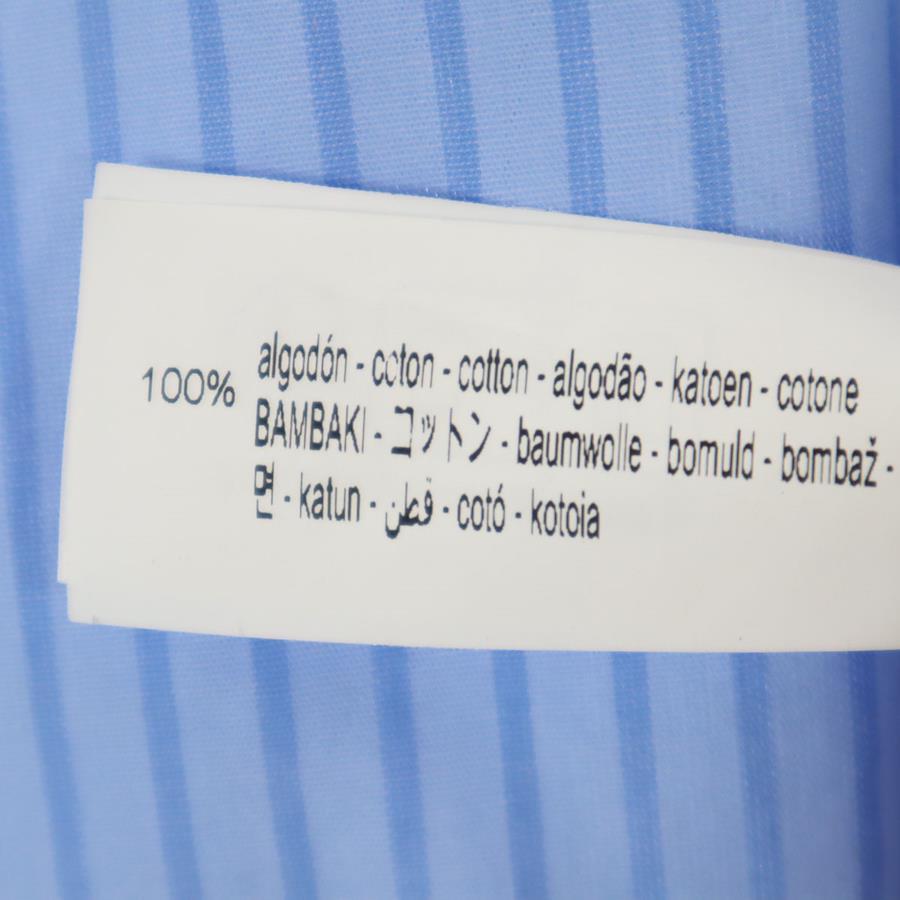 100% algodón - coton - cotton - algodão - katoen - cotone
BAMBAKI - コットン - baumwolle - bomuld - bombaž -
면 - katun - قطن - cotó - kotoia